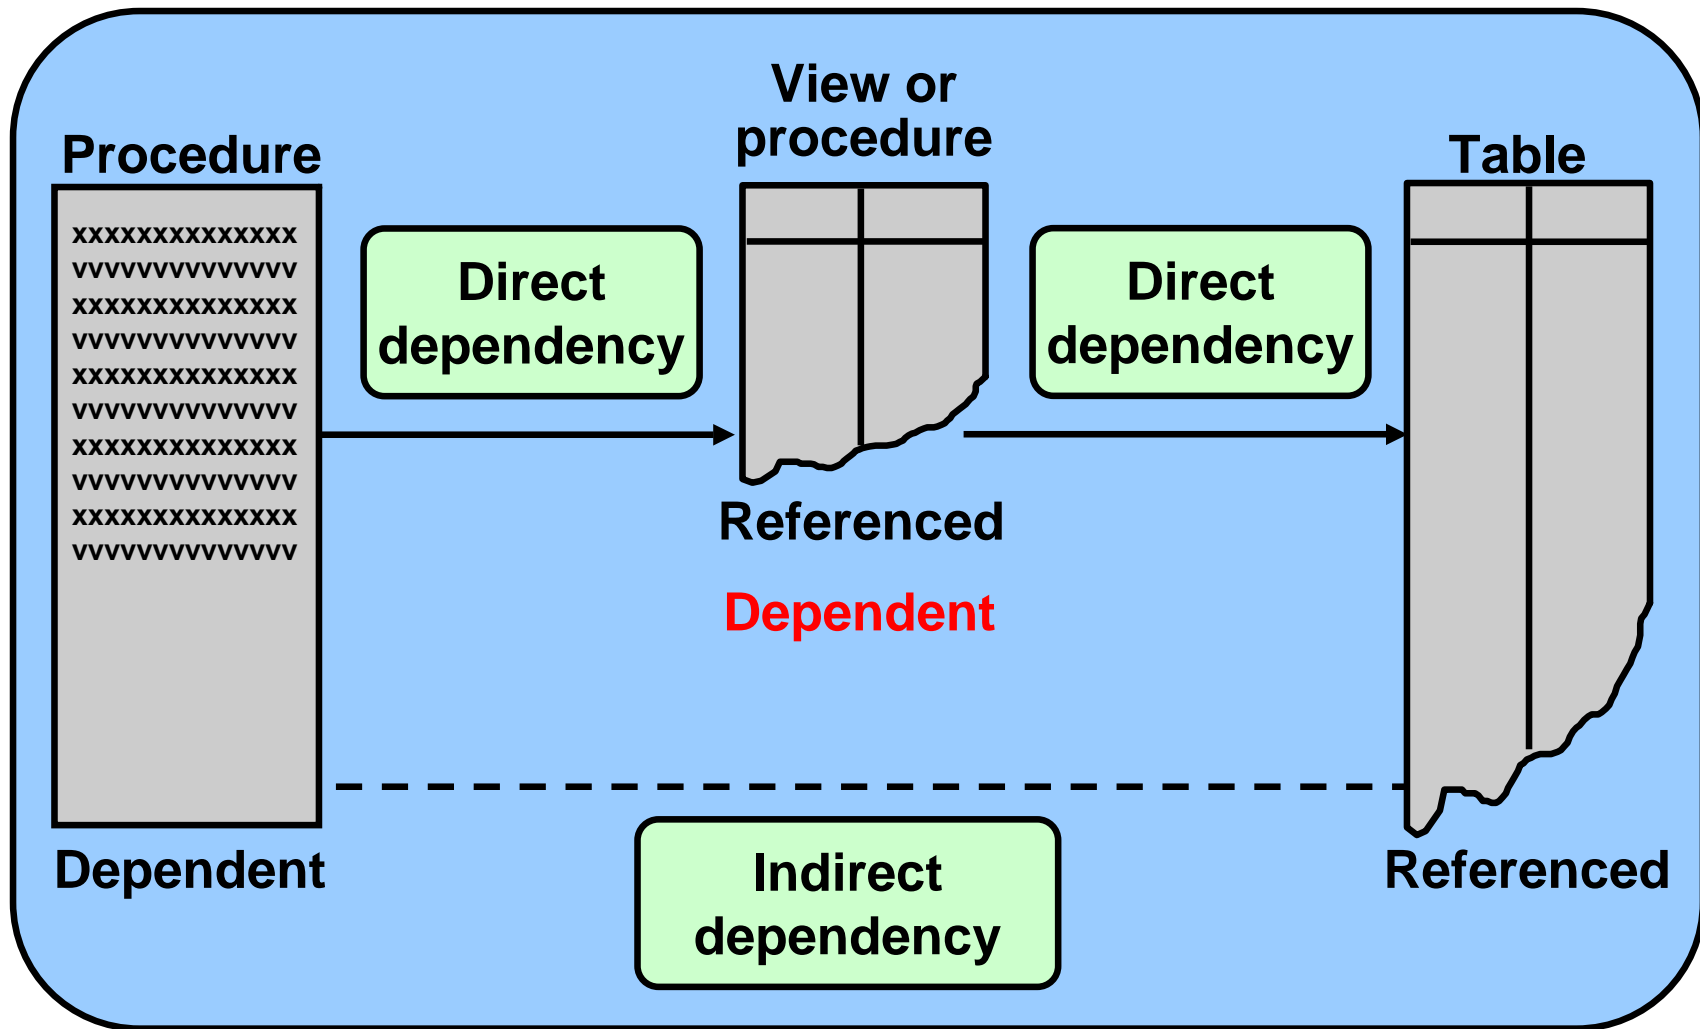 View or
procedure
Procedure
Table
xxxxxxxxxxxxxx
vvvvvvvvvvvvvv
xxxxxxxxxxxxxx
vvvvvvvvvvvvvv
xxxxxxxxxxxxxx
vvvvvvvvvvvvvv
xxxxxxxxxxxxxx
vvvvvvvvvvvvvv
xxxxxxxxxxxxxx
vvvvvvvvvvvvvv
Direct
dependency
Direct
dependency
Referenced
Dependent
Dependent
Indirect
dependency
Referenced